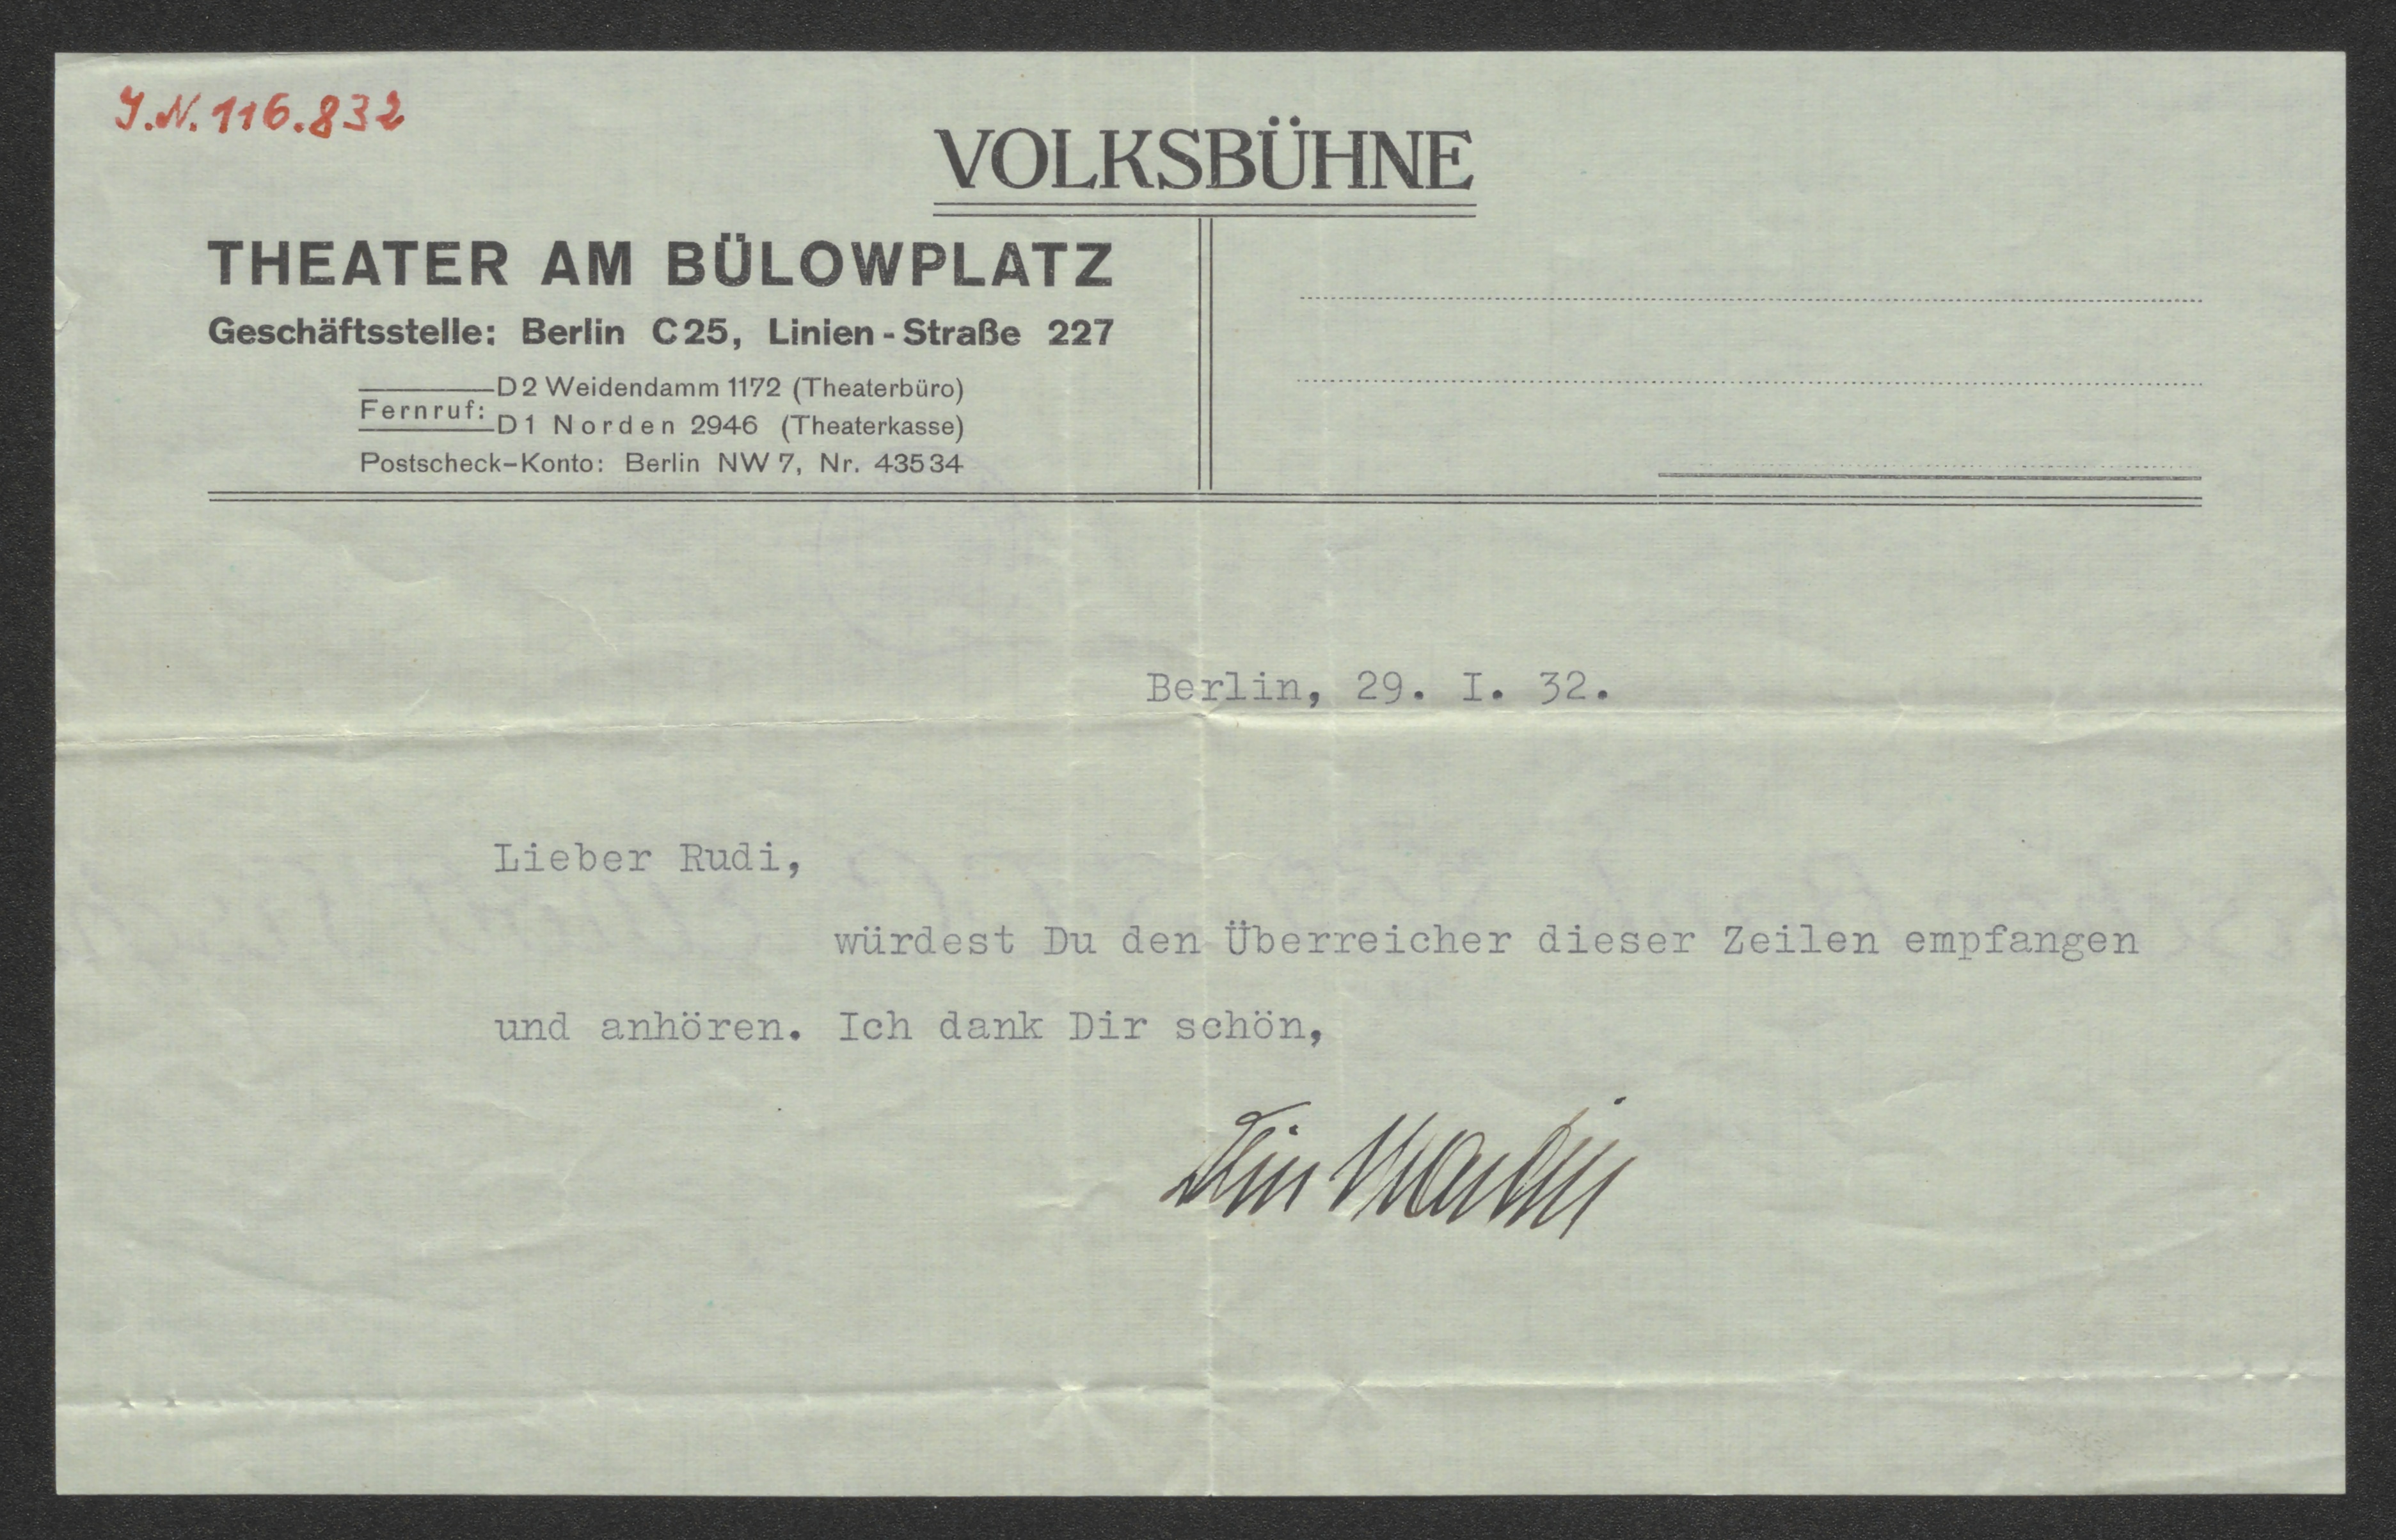 J.N. 116.832
VOLKSBÜHNE
THEATER AM BÜLOWPLATZ
Geschäftsstelle: Berlin C25, Linien-Straße 227
Fernruf: D2 Weidendamm 1172 (Theaterbüro)
D1 Norden 2946 (Theaterkasse)
Postscheck-Konto: Berlin NW 7, Nr. 43534
Berlin, 29. I. 32.
Lieber Rudi,
würdest Du den Überreicher dieser Zeilen empfangen
und anhören. Ich dank Dir schön,
Dein Martin